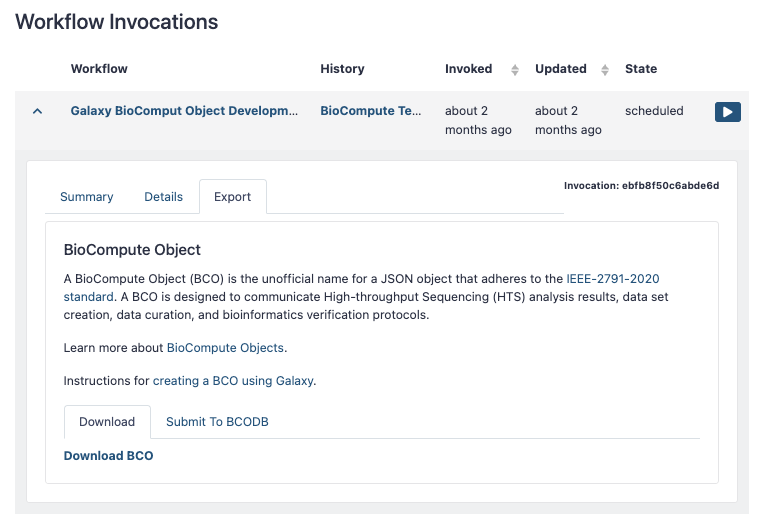 Workflow Invocations
Workflow History Invoked Updated State
Galaxy BioComput Object Developm... BioCompute Te... about 2 about 2 scheduled
months ago months ago
Summary Details Export Invocation: ebfb8f50c6abde6d
BioCompute Object
A BioCompute Object (BCO) is the unofficial name for a JSON object that adheres to the IEEE-2791-2020
standard. A BCO is designed to communicate High-throughput Sequencing (HTS) analysis results, data set
creation, data curation, and bioinformatics verification protocols.
Learn more about BioCompute Objects.
Instructions for creating a BCO using Galaxy.
Download Submit To BCODB
Download BCO